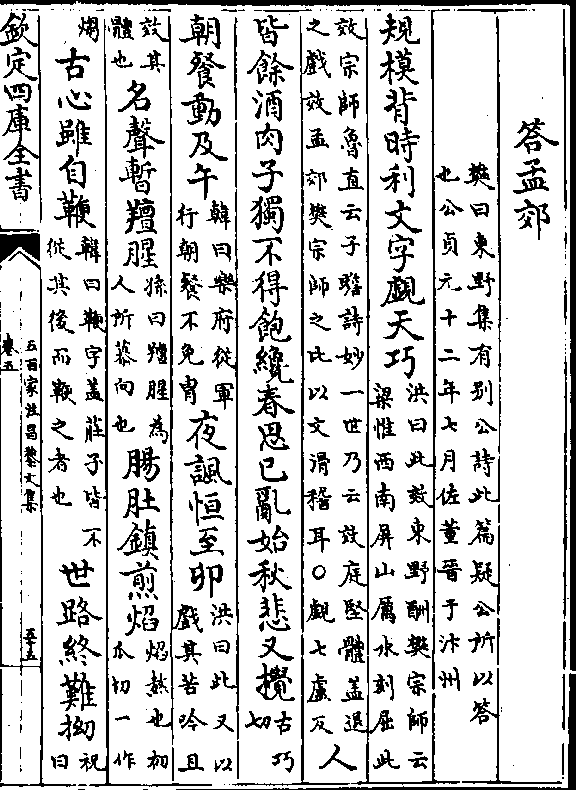 答孟郊
樊曰東野集有别公詩此篇疑公所以答
也公貞元十二年七月佐董晉于汴州
規模背時利文字覷天巧
洪曰此效東野酬樊宗師云
梁惟西南屏山厲水刻屈此
效宗師魯直云子瞻詩妙一世乃云效庭堅體蓋退
之戲效孟郊樊宗師之比以文滑稽耳〇覷七慮反
人
皆餘酒肉子獨不得飽纔春思已亂始秋悲又攪
古巧
切
朝餐動及午
韓曰樂府從軍
行朝餐不免胄
夜諷恒至卯
洪曰此又以
戲其苦吟且
效其
體也
名聲暫羶腥
孫曰羶腥為
人所慕向也
腸肚鎮煎焰
焰熬也初
爪切一作
古心雖自鞭
韓曰鞭字蓋莊子皆不
從其後而鞭之者也
世路終難拗
祝
曰
欽定四庫全書
卷五
五百家注昌黎文集